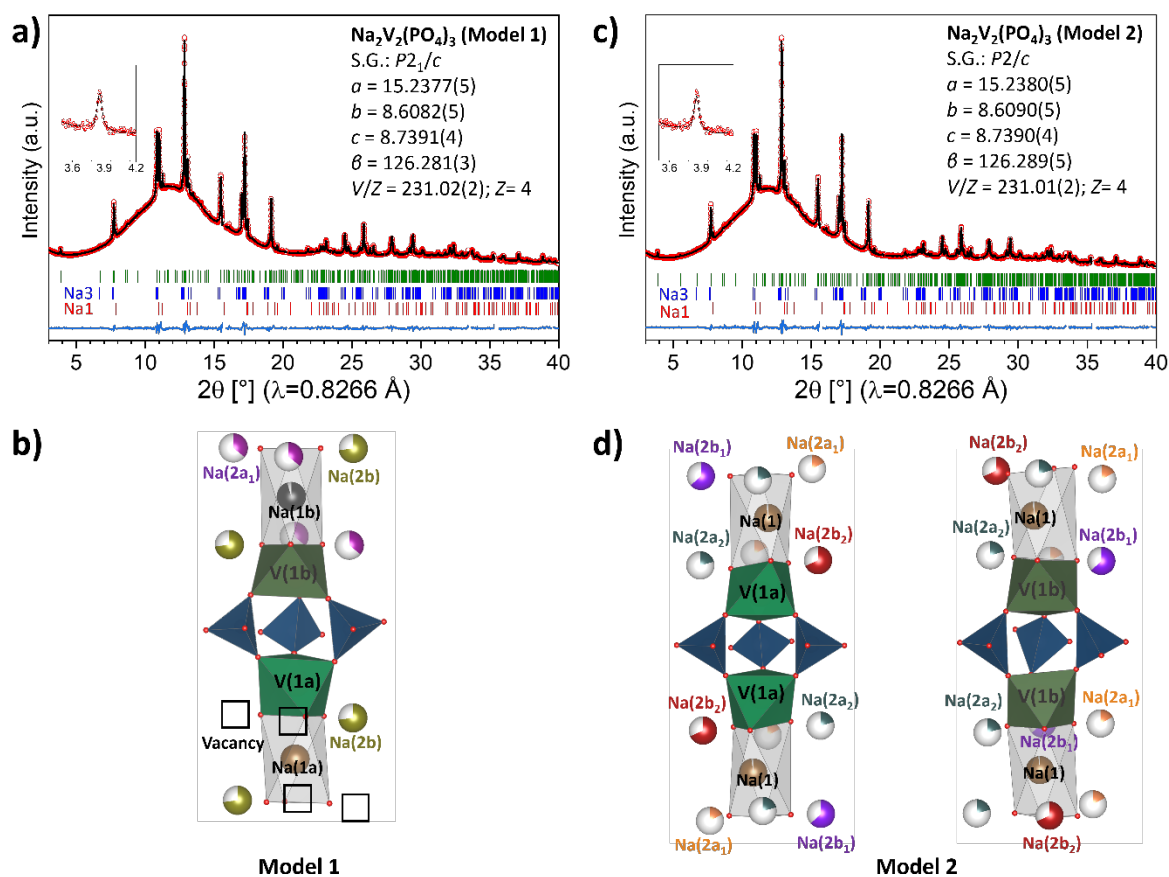 a)
Intensity (a.u.)
Na₂V₂(PO₄)₃ (Model 1)
S.G.: P2₁/c
a = 15.2377(5)
b = 8.6082(5)
c = 8.7391(4)
β = 126.281(3)
V/Z = 231.02(2); Z= 4
3.6 3.9 4.2
Na3
Na1
5 10 15 20 25 30 35 40
2θ [°] (λ=0.8266 Å)
c)
Intensity (a.u.)
Na₂V₂(PO₄)₃ (Model 2)
S.G.: P2/c
a = 15.2380(5)
b = 8.6090(5)
c = 8.7390(4)
β = 126.289(5)
V/Z = 231.01(2); Z= 4
3.6 3.9 4.2
Na3
Na1
5 10 15 20 25 30 35 40
2θ [°] (λ=0.8266 Å)
b)
Na(2a₁)
Na(2b)
Na(1b)
V(1b)
V(1a)
Vacancy
Na(2b)
Na(1a)
Model 1
d)
Na(2b₁)
Na(2a₁)
Na(1)
Na(2a₂)
Na(2b₂)
V(1a)
V(1a)
Na(2b₂)
Na(2a₂)
Na(1)
Na(2a₁)
Na(2b₁)
Na(2b₂)
Na(2a₁)
Na(1)
Na(2a₂)
Na(2b₁)
V(1b)
V(1b)
Na(2a₂)
Na(2a₁)
Na(2b₁)
Na(1)
Na(2b₂)
Model 2